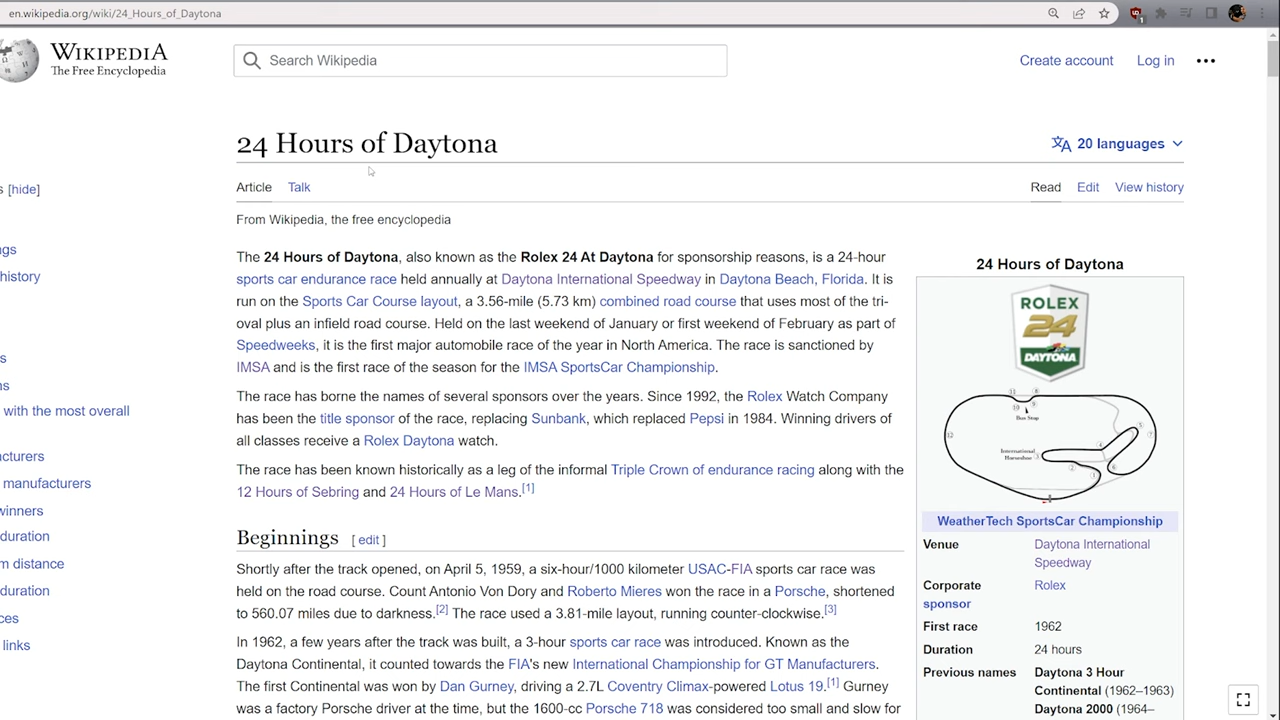 en.wikipedia.org/wiki/24_Hours_of_Daytona
WIKIPEDIA
The Free Encyclopedia
Search Wikipedia
Create account
Log in
24 Hours of Daytona
20 languages
s [hide]
Article
Talk
Read
Edit
View history
From Wikipedia, the free encyclopedia
ngs
history
s
ns
with the most overall
cturers
manufacturers
winners
duration
m distance
duration
ces
links
The 24 Hours of Daytona, also known as the Rolex 24 At Daytona for sponsorship reasons, is a 24-hour
sports car endurance race held annually at Daytona International Speedway in Daytona Beach, Florida. It is
run on the Sports Car Course layout, a 3.56-mile (5.73 km) combined road course that uses most of the tri-
oval plus an infield road course. Held on the last weekend of January or first weekend of February as part of
Speedweeks, it is the first major automobile race of the year in North America. The race is sanctioned by
IMSA and is the first race of the season for the IMSA SportsCar Championship.
The race has borne the names of several sponsors over the years. Since 1992, the Rolex Watch Company
has been the title sponsor of the race, replacing Sunbank, which replaced Pepsi in 1984. Winning drivers of
all classes receive a Rolex Daytona watch.
The race has been known historically as a leg of the informal Triple Crown of endurance racing along with the
12 Hours of Sebring and 24 Hours of Le Mans.[1]
Beginnings [ edit ]
Shortly after the track opened, on April 5, 1959, a six-hour/1000 kilometer USAC-FIA sports car race was
held on the road course. Count Antonio Von Dory and Roberto Mieres won the race in a Porsche, shortened
to 560.07 miles due to darkness.[2] The race used a 3.81-mile layout, running counter-clockwise.[3]
In 1962, a few years after the track was built, a 3-hour sports car race was introduced. Known as the
Daytona Continental, it counted towards the FIA's new International Championship for GT Manufacturers.
The first Continental was won by Dan Gurney, driving a 2.7L Coventry Climax-powered Lotus 19.[1] Gurney
was a factory Porsche driver at the time, but the 1600-cc Porsche 718 was considered too small and slow for
24 Hours of Daytona
ROLEX
24
DAYTONA
Bus Stop
International
Horseshoe
WeatherTech SportsCar Championship
Venue
Daytona International
Speedway
Corporate
sponsor
Rolex
First race
1962
Duration
24 hours
Previous names
Daytona 3 Hour
Continental (1962–1963)
Daytona 2000 (1964–